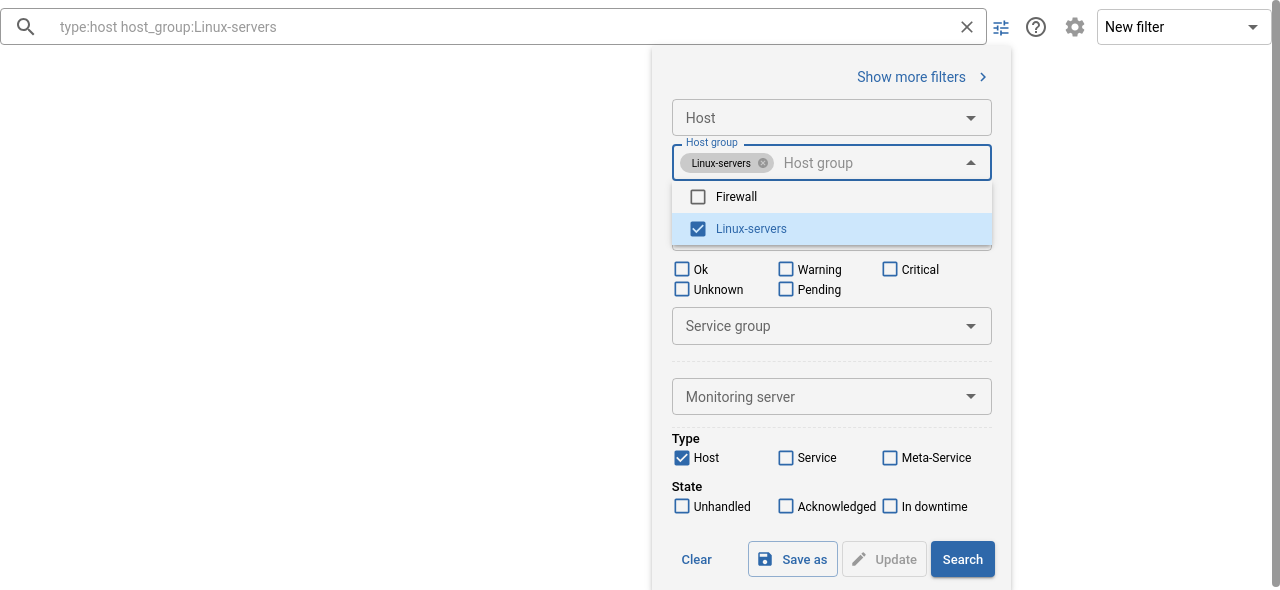 type:host host_group:Linux-servers
New filter
Show more filters
Host
Host group
Linux-servers Host group
Firewall
Linux-servers
Ok Warning Critical
Unknown Pending
Service group
Monitoring server
Type
Host Service Meta-Service
State
Unhandled Acknowledged In downtime
Clear Save as Update Search